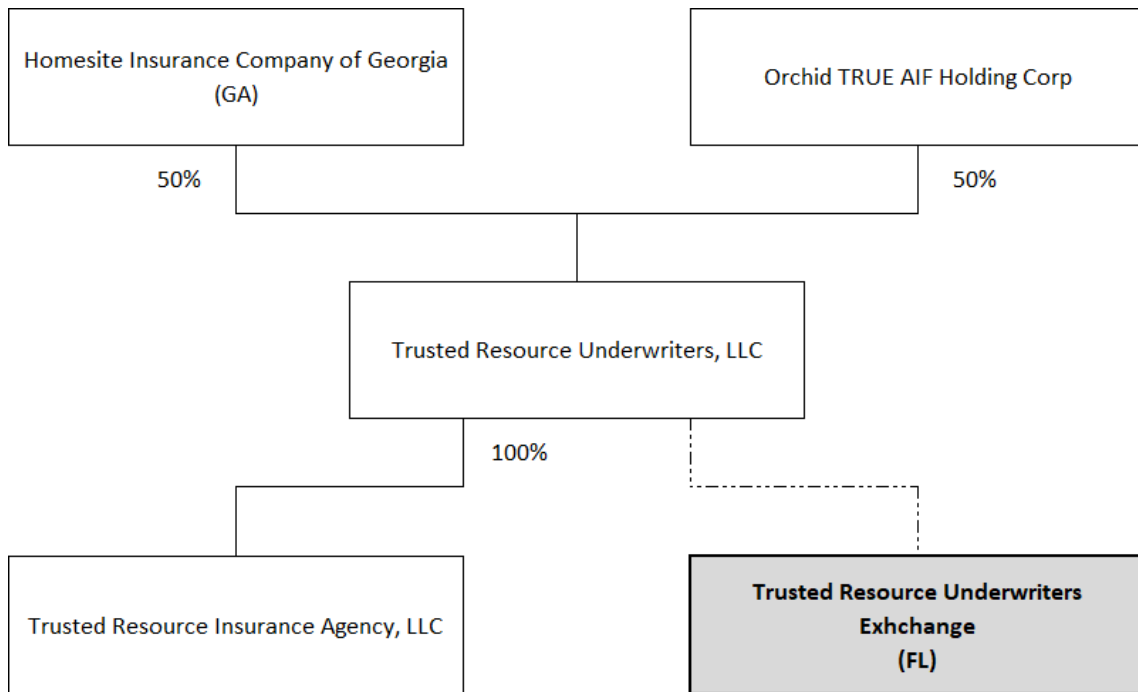 Homesite Insurance Company of Georgia
(GA)
Orchid TRUE AIF Holding Corp
50%
50%
Trusted Resource Underwriters, LLC
100%
Trusted Resource Insurance Agency, LLC
Trusted Resource Underwriters
Exhchange
(FL)